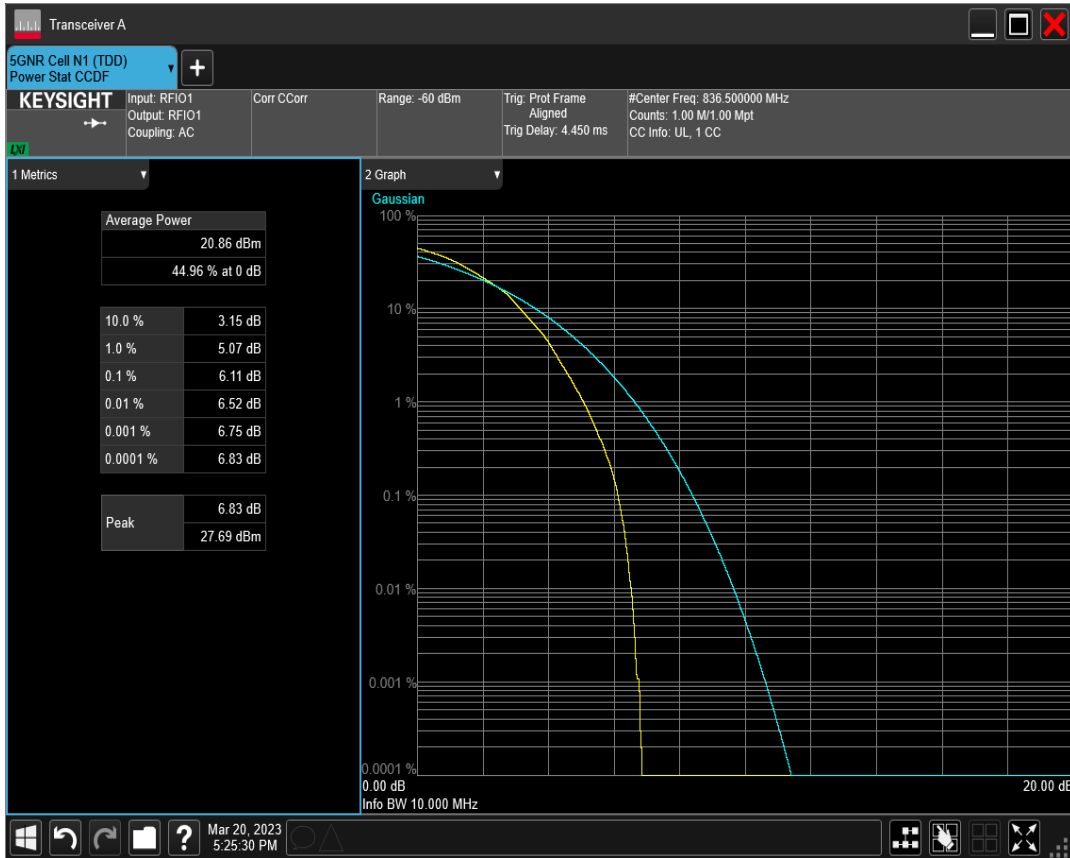 Transceiver A
5GNR Cell N1 (TDD)
Power Stat CCDF
+
KEYSIGHT
LXI
Input: RFIO1
Output: RFIO1
Coupling: AC
Corr CCorr
Range: -60 dBm
Trig: Prot Frame
Aligned
Trig Delay: 4.450 ms
#Center Freq: 836.500000 MHz
Counts: 1.00 M/1.00 Mpt
CC Info: UL, 1 CC
1 Metrics
Average Power
20.86 dBm
44.96 % at 0 dB
10.0 % 3.15 dB
1.0 % 5.07 dB
0.1 % 6.11 dB
0.01 % 6.52 dB
0.001 % 6.75 dB
0.0001 % 6.83 dB
Peak
6.83 dB
27.69 dBm
2 Graph
Gaussian
100 %
10 %
1 %
0.1 %
0.01 %
0.001 %
0.0001 %
0.00 dB 20.00 dB
Info BW 10.000 MHz
?
Mar 20, 2023
5:25:30 PM